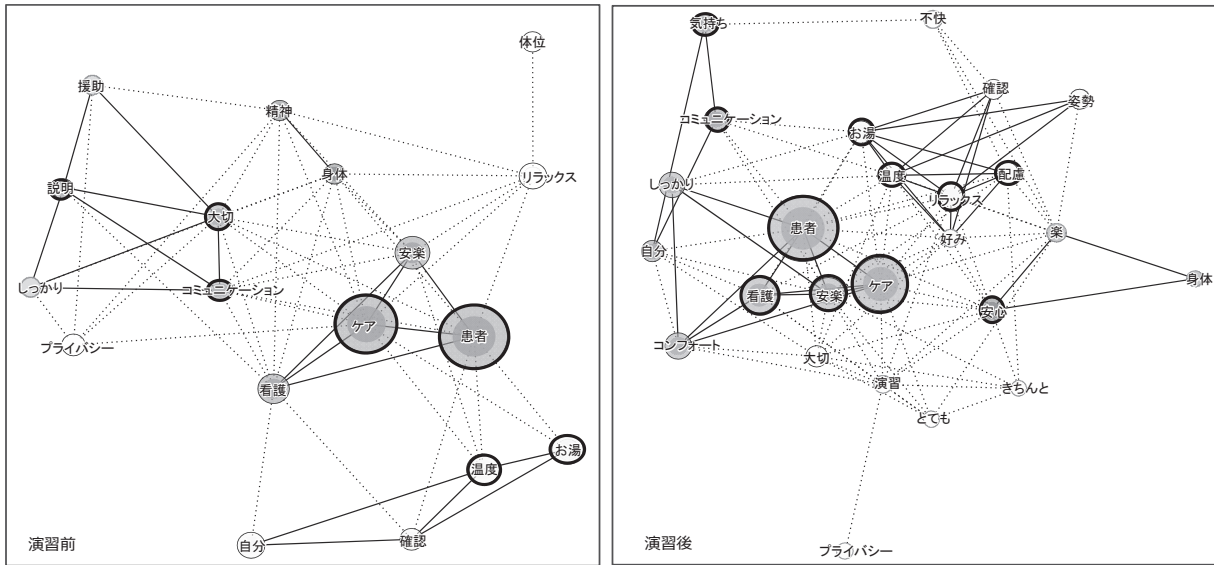 体位
援助
精神
身体
リラックス
説明
大切
安楽
しっかり
コミュニケーション
ケア
患者
プライバシー
看護
お湯
温度
自分
確認
演習前
気持ち
不快
確認
姿勢
コミュニケーション
お湯
温度
配慮
しっかり
リラックス
患者
好み
楽
自分
身体
ケア
看護
安楽
安心
コンフォート
大切
演習
きちんと
とても
プライバシー
演習後